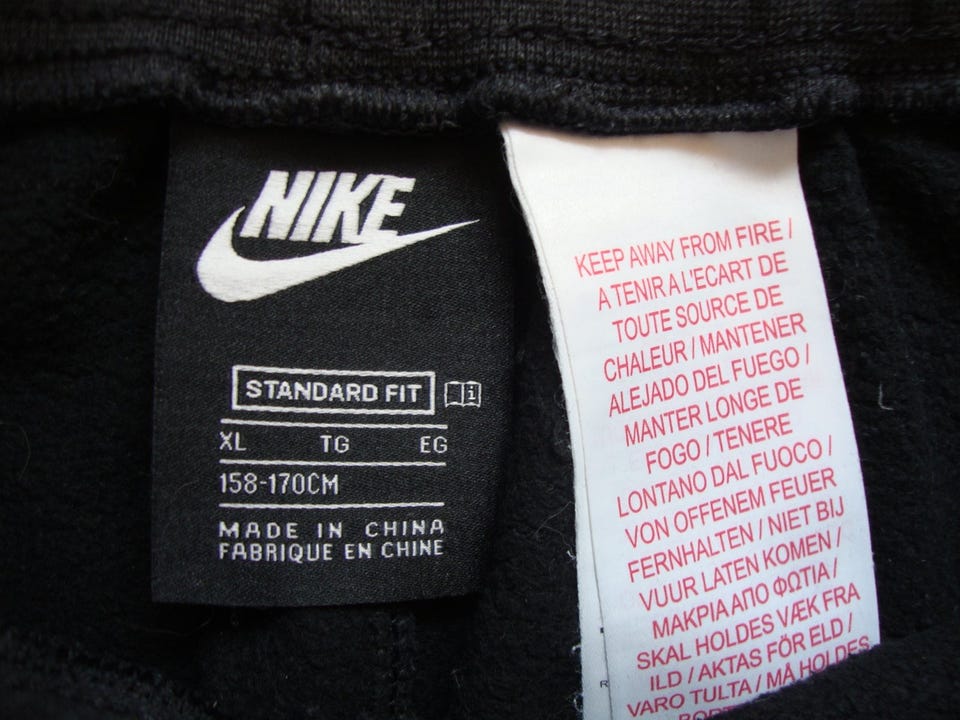 NIKE
STANDARD FIT i
XL TG EG
158-170CM
MADE IN CHINA
FABRIQUE EN CHINE
KEEP AWAY FROM FIRE /
A TENIR A L'ECART DE
TOUTE SOURCE DE
CHALEUR / MANTENER
ALEJADO DEL FUEGO /
MANTER LONGE DE
FOGO / TENERE
LONTANO DAL FUOCO /
VON OFFENEM FEUER
FERNHALTEN / NIET BIJ
VUUR LATEN KOMEN /
ΜΑΚΡΙΑ ΑΠΟ ΦΩΤΙΑ /
SKAL HOLDES VÆK FRA
ILD / AKTAS FÖR ELD /
VARO TULTA / MÅ HOLDES
R